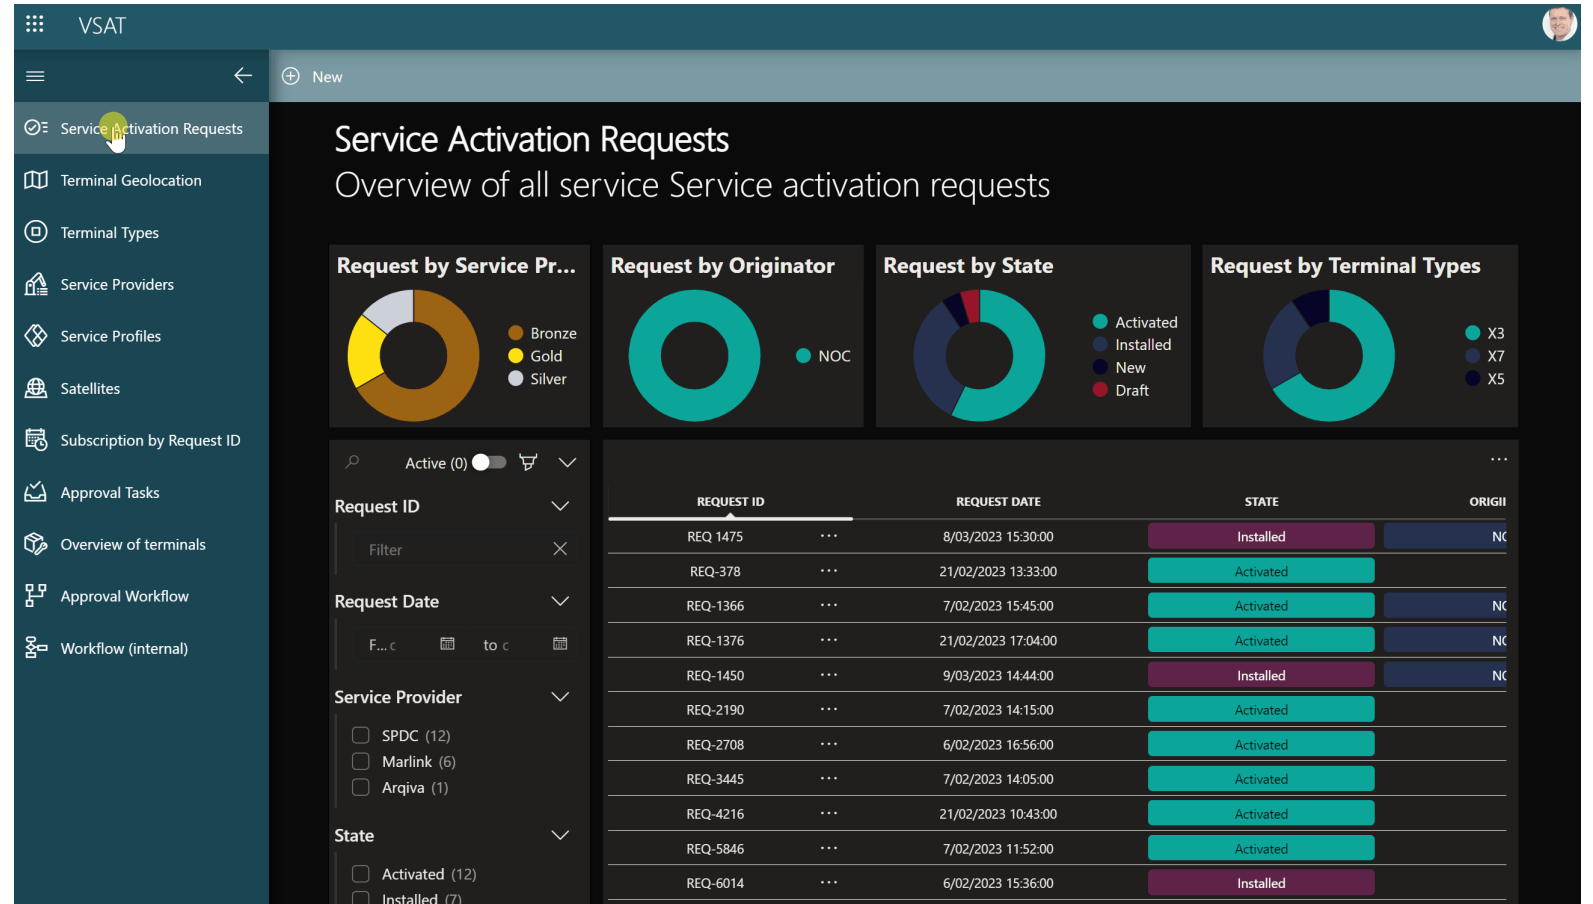 VSAT
New
Service Activation Requests
Terminal Geolocation
Terminal Types
Service Providers
Service Profiles
Satellites
Subscription by Request ID
Approval Tasks
Overview of terminals
Approval Workflow
Workflow (internal)
Service Activation Requests
Overview of all service Service activation requests
Request by Service Pr...
Bronze
Gold
Silver
Request by Originator
NOC
Request by State
Activated
Installed
New
Draft
Request by Terminal Types
X3
X7
X5
Active (0)
Request ID
Filter
Request Date
F... c to c
Service Provider
SPDC (12)
Marlink (6)
Arqiva (1)
State
Activated (12)
Installed (7)
...
REQUEST ID REQUEST DATE STATE ORIGII
REQ 1475 ... 8/03/2023 15:30:00 Installed NC
REQ-378 ... 21/02/2023 13:33:00 Activated
REQ-1366 ... 7/02/2023 15:45:00 Activated NC
REQ-1376 ... 21/02/2023 17:04:00 Activated NC
REQ-1450 ... 9/03/2023 14:44:00 Installed NC
REQ-2190 ... 7/02/2023 14:15:00 Activated
REQ-2708 ... 6/02/2023 16:56:00 Activated
REQ-3445 ... 7/02/2023 14:05:00 Activated
REQ-4216 ... 21/02/2023 10:43:00 Activated
REQ-5846 ... 7/02/2023 11:52:00 Activated
REQ-6014 ... 6/02/2023 15:36:00 Installed